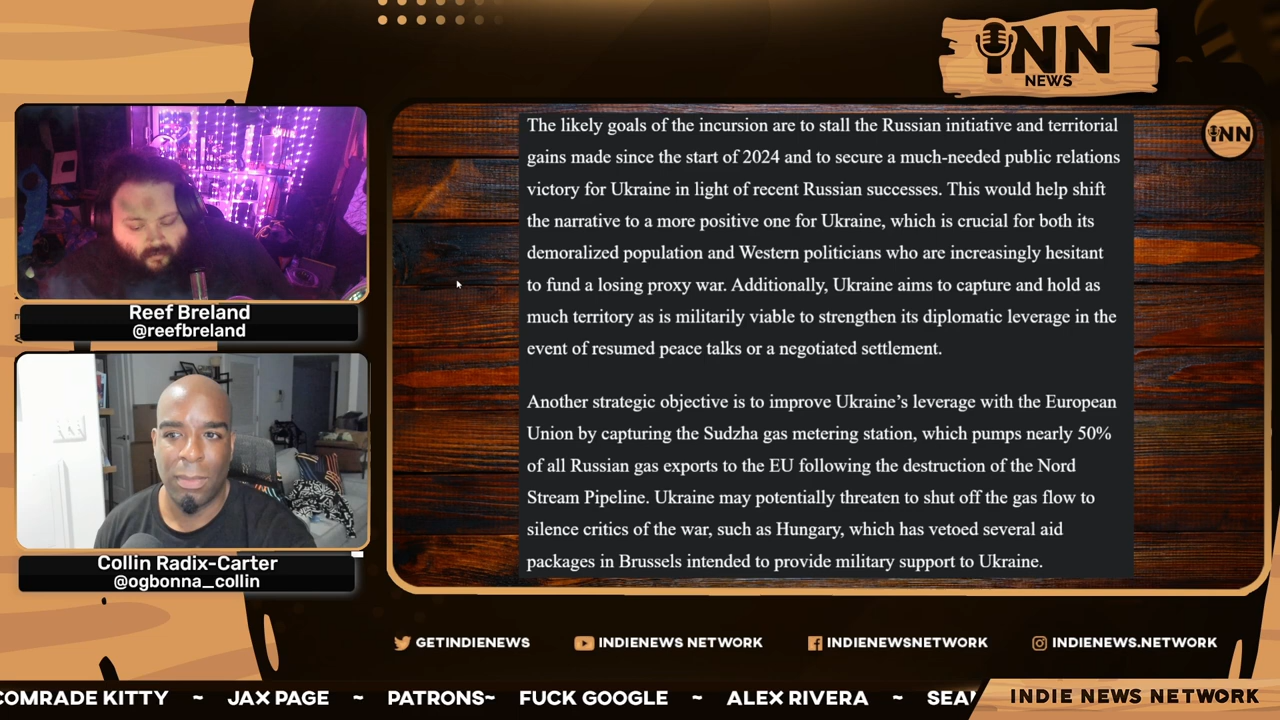 iNN
NEWS
iNN
The likely goals of the incursion are to stall the Russian initiative and territorial
gains made since the start of 2024 and to secure a much-needed public relations
victory for Ukraine in light of recent Russian successes. This would help shift
the narrative to a more positive one for Ukraine, which is crucial for both its
demoralized population and Western politicians who are increasingly hesitant
to fund a losing proxy war. Additionally, Ukraine aims to capture and hold as
much territory as is militarily viable to strengthen its diplomatic leverage in the
event of resumed peace talks or a negotiated settlement.
Another strategic objective is to improve Ukraine’s leverage with the European
Union by capturing the Sudzha gas metering station, which pumps nearly 50%
of all Russian gas exports to the EU following the destruction of the Nord
Stream Pipeline. Ukraine may potentially threaten to shut off the gas flow to
silence critics of the war, such as Hungary, which has vetoed several aid
packages in Brussels intended to provide military support to Ukraine.
Reef Breland
@reefbreland
Collin Radix-Carter
@ogbonna_collin
GETINDIENEWS
INDIENEWS NETWORK
INDIENEWSNETWORK
INDIENEWS.NETWORK
COMRADE KITTY ~ JAX PAGE ~ PATRONS~ FUCK GOOGLE ~ ALEX RIVERA ~
INDIE NEWS NETWORK